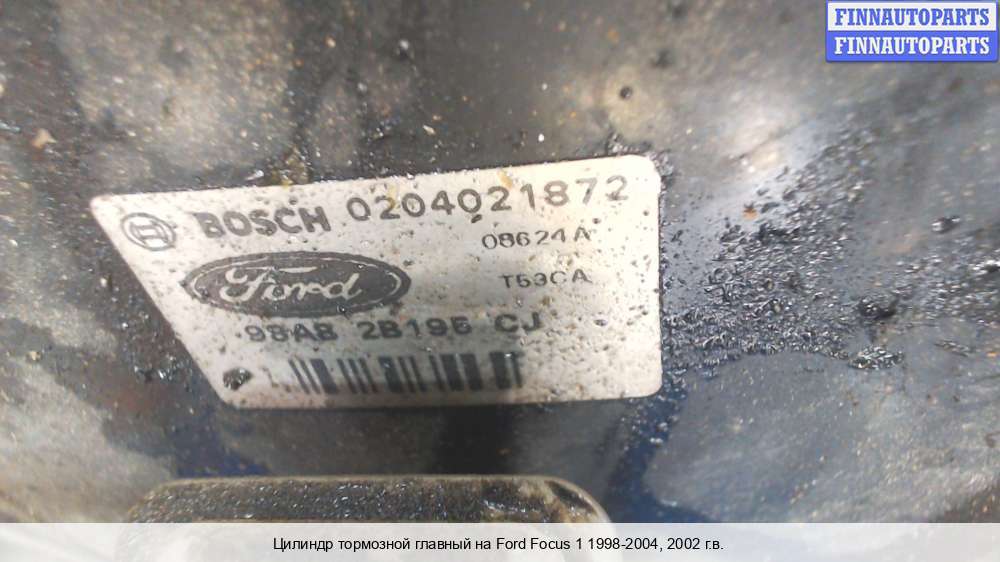 FINNAUTOPARTS
FINNAUTOPARTS
BOSCH 0204021872
08624A
Ford
T53CA
98AB 2B195 CJ
Цилиндр тормозной главный на Ford Focus 1 1998-2004, 2002 г.в.